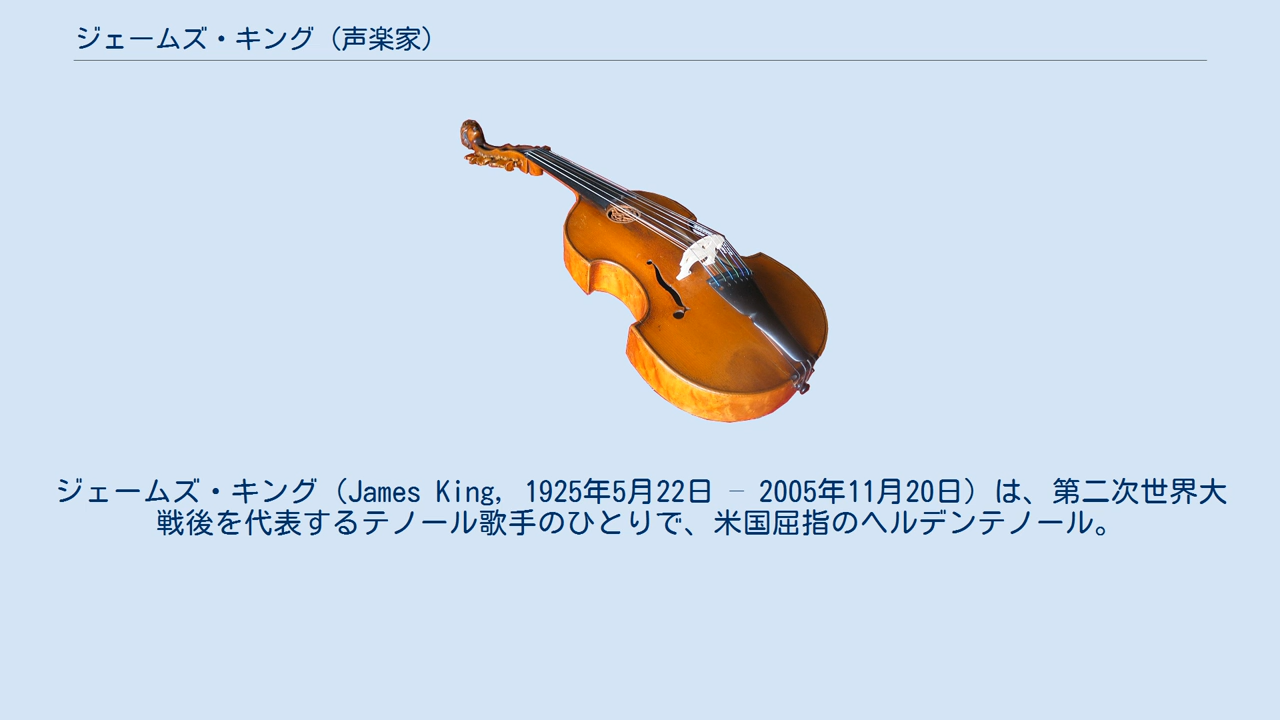 ジェームズ・キング（声楽家）
ジェームズ・キング（James King, 1925年5月22日 – 2005年11月20日）は、第二次世界大
戦後を代表するテノール歌手のひとりで、米国屈指のヘルデンテノール。